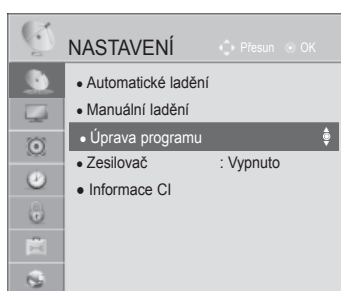 NASTAVENÍ Přesun OK
• Automatické ladění
• Manuální ladění
• Úprava programu
• Zesilovač : Vypnuto
• Informace CI